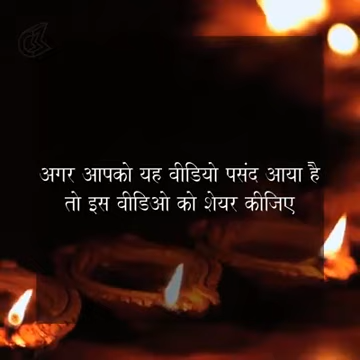 अगर आपको यह वीडियो पसंद आया है
तो इस वीडिओ को शेयर कीजिए